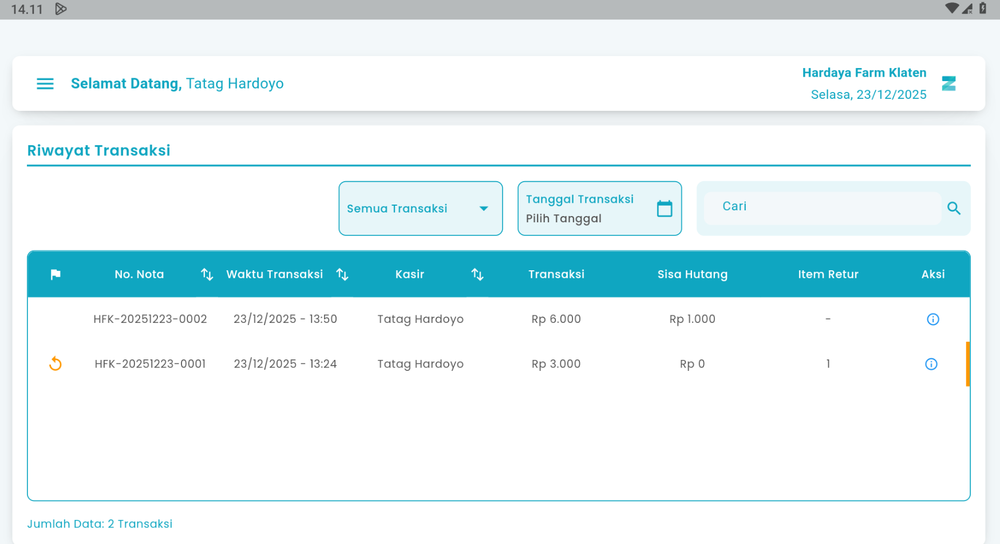 14.11
Selamat Datang, Tatag Hardoyo
Hardaya Farm Klaten
Selasa, 23/12/2025
Riwayat Transaksi
Semua Transaksi
Tanggal Transaksi
Pilih Tanggal
Cari
No. Nota Waktu Transaksi Kasir Transaksi Sisa Hutang Item Retur Aksi
HFK-20251223-0002 23/12/2025 - 13:50 Tatag Hardoyo Rp 6.000 Rp 1.000 -
HFK-20251223-0001 23/12/2025 - 13:24 Tatag Hardoyo Rp 3.000 Rp 0 1
Jumlah Data: 2 Transaksi